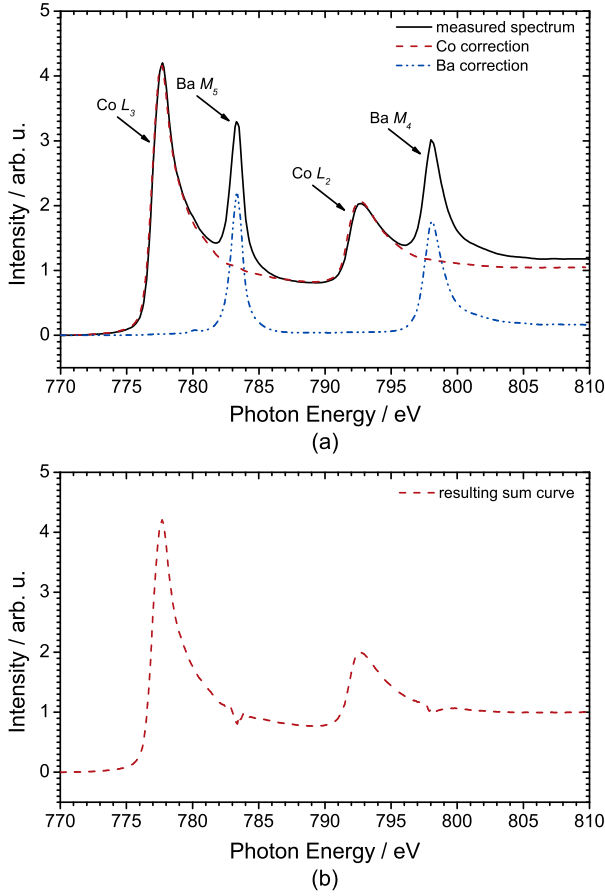 5
4
3
2
1
0
Intensity / arb. u.
measured spectrum
Co correction
Ba correction
Co L3
Ba M5
Co L2
Ba M4
770 775 780 785 790 795 800 805 810
Photon Energy / eV
(a)
5
4
3
2
1
0
Intensity / arb. u.
resulting sum curve
770 775 780 785 790 795 800 805 810
Photon Energy / eV
(b)